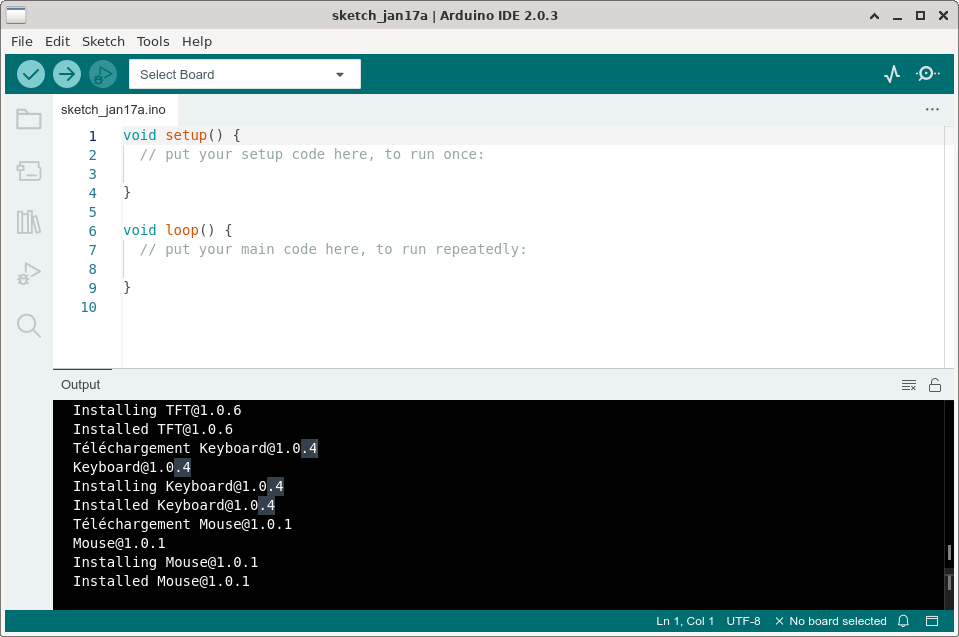 sketch_jan17a | Arduino IDE 2.0.3
File Edit Sketch Tools Help
Select Board
sketch_jan17a.ino
1 void setup() {
2 // put your setup code here, to run once:
3
4 }
5
6 void loop() {
7 // put your main code here, to run repeatedly:
8
9 }
10
Output
Installing TFT@1.0.6
Installed TFT@1.0.6
Téléchargement Keyboard@1.0.4
Keyboard@1.0.4
Installing Keyboard@1.0.4
Installed Keyboard@1.0.4
Téléchargement Mouse@1.0.1
Mouse@1.0.1
Installing Mouse@1.0.1
Installed Mouse@1.0.1
Ln 1, Col 1 UTF-8 No board selected